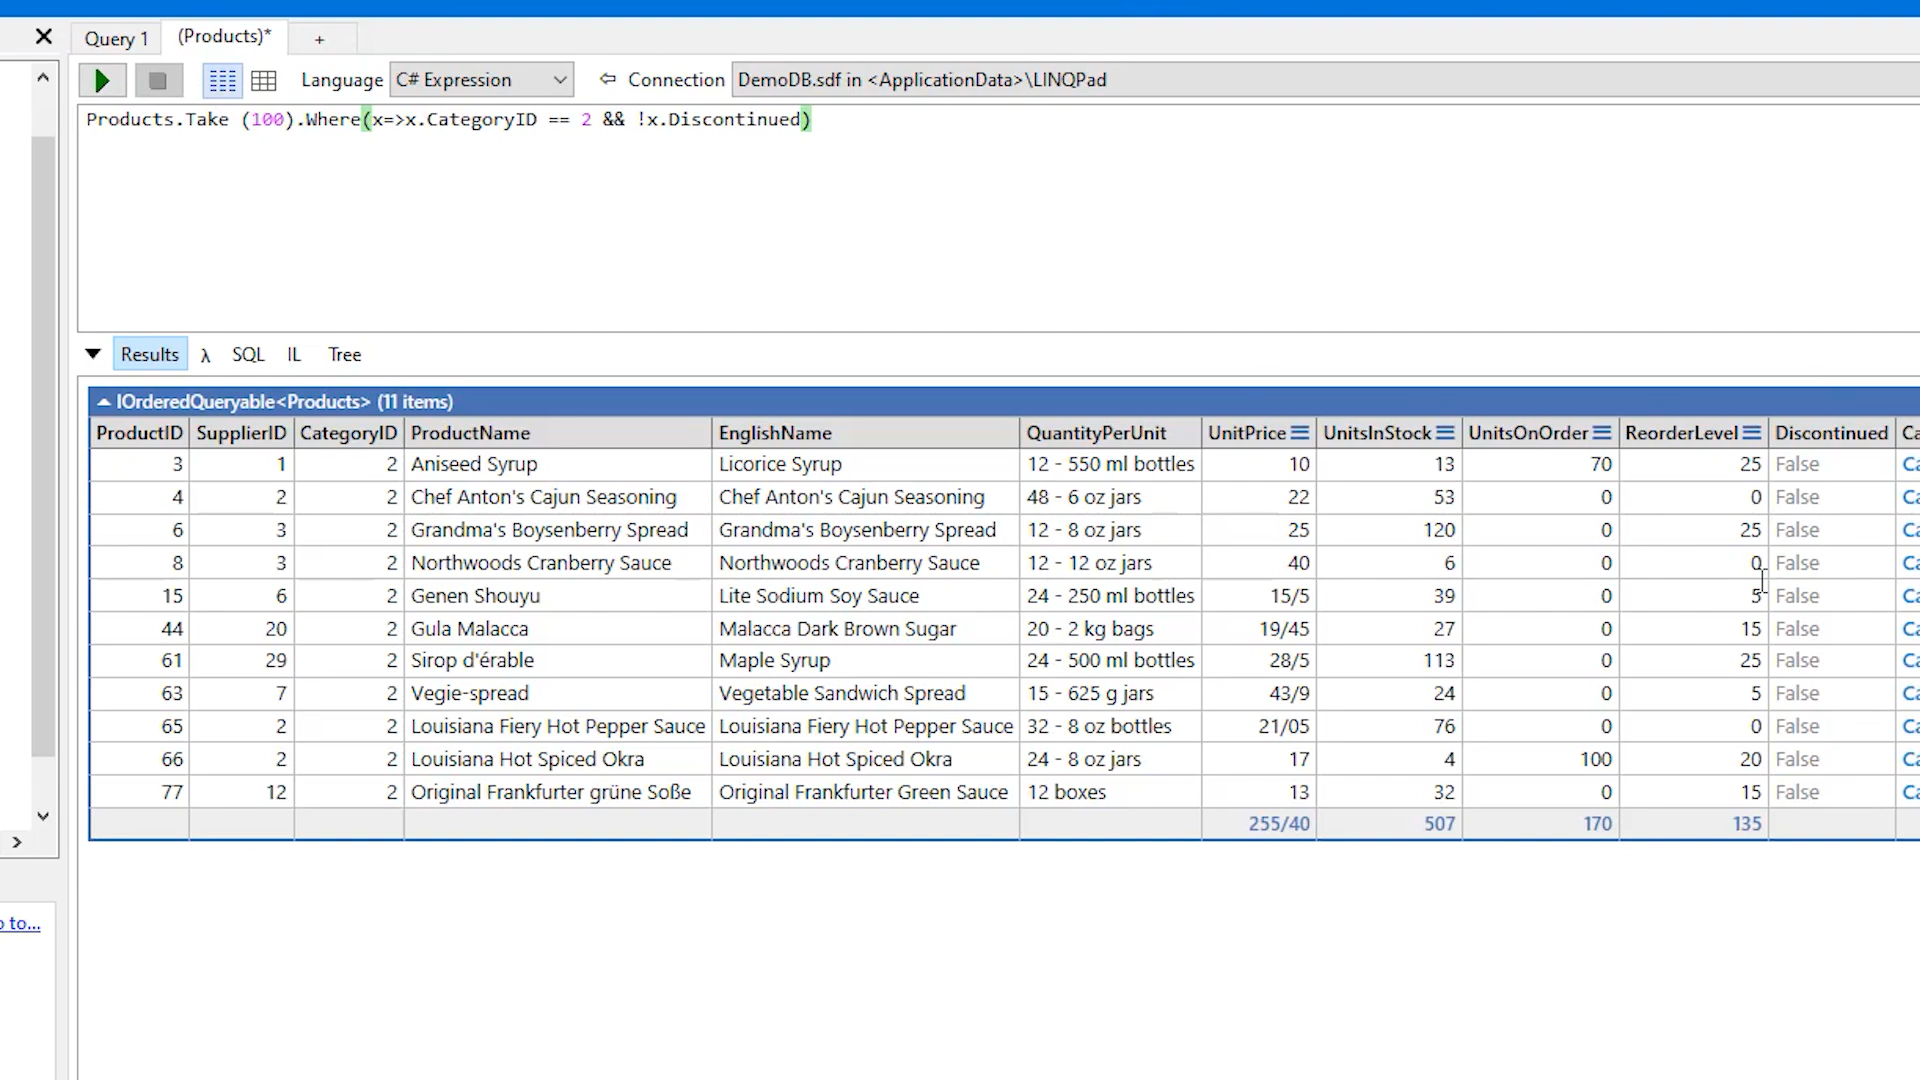 Query 1 (Products)* +
Language C# Expression Connection DemoDB.sdf in <ApplicationData>\LINQPad
Products.Take (100).Where(x=>x.CategoryID == 2 && !x.Discontinued)
Results λ SQL IL Tree
IOrderedQueryable<Products> (11 items)
ProductID SupplierID CategoryID ProductName EnglishName QuantityPerUnit UnitPrice UnitsInStock UnitsOnOrder ReorderLevel Discontinued Ca
3 1 2 Aniseed Syrup Licorice Syrup 12 - 550 ml bottles 10 13 70 25 False Ca
4 2 2 Chef Anton's Cajun Seasoning Chef Anton's Cajun Seasoning 48 - 6 oz jars 22 53 0 0 False Ca
6 3 2 Grandma's Boysenberry Spread Grandma's Boysenberry Spread 12 - 8 oz jars 25 120 0 25 False Ca
8 3 2 Northwoods Cranberry Sauce Northwoods Cranberry Sauce 12 - 12 oz jars 40 6 0 0 False Ca
15 6 2 Genen Shouyu Lite Sodium Soy Sauce 24 - 250 ml bottles 15/5 39 0 5 False Ca
44 20 2 Gula Malacca Malacca Dark Brown Sugar 20 - 2 kg bags 19/45 27 0 15 False Ca
61 29 2 Sirop d'érable Maple Syrup 24 - 500 ml bottles 28/5 113 0 25 False Ca
63 7 2 Vegie-spread Vegetable Sandwich Spread 15 - 625 g jars 43/9 24 0 5 False Ca
65 2 2 Louisiana Fiery Hot Pepper Sauce Louisiana Fiery Hot Pepper Sauce 32 - 8 oz bottles 21/05 76 0 0 False Ca
66 2 2 Louisiana Hot Spiced Okra Louisiana Hot Spiced Okra 24 - 8 oz jars 17 4 100 20 False Ca
77 12 2 Original Frankfurter grüne Soße Original Frankfurter Green Sauce 12 boxes 13 32 0 15 False Ca
255/40 507 170 135
o to...